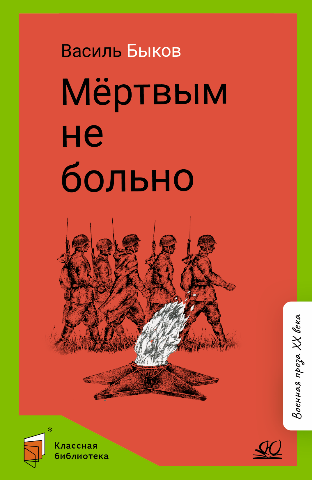 Василь Быков
Мёртвым
не
больно
Военная проза XX века
Классная
библиотека